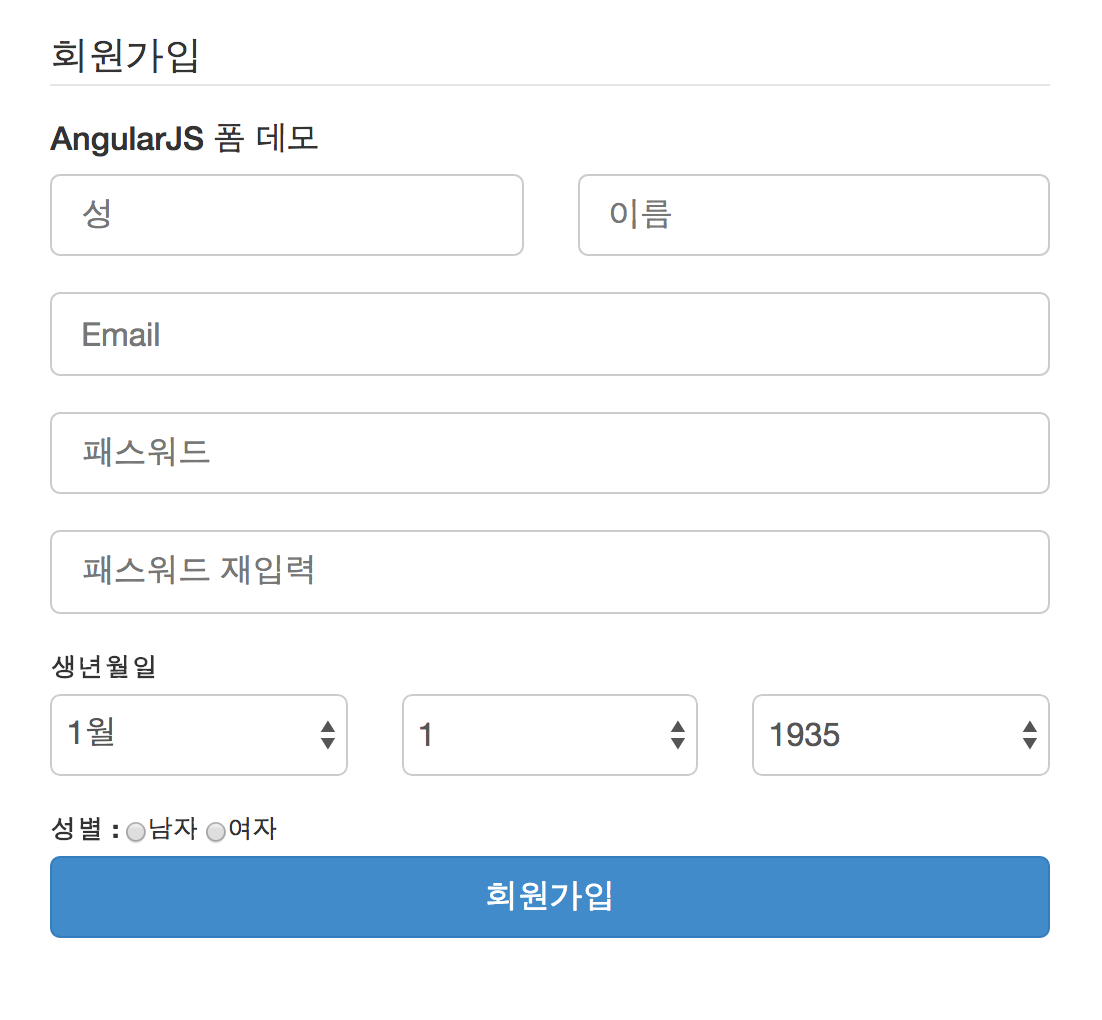 회원가입
AngularJS 폼 데모
성 이름
Email
패스워드
패스워드 재입력
생년월일
1월 1 1935
성별 : 남자 여자
회원가입